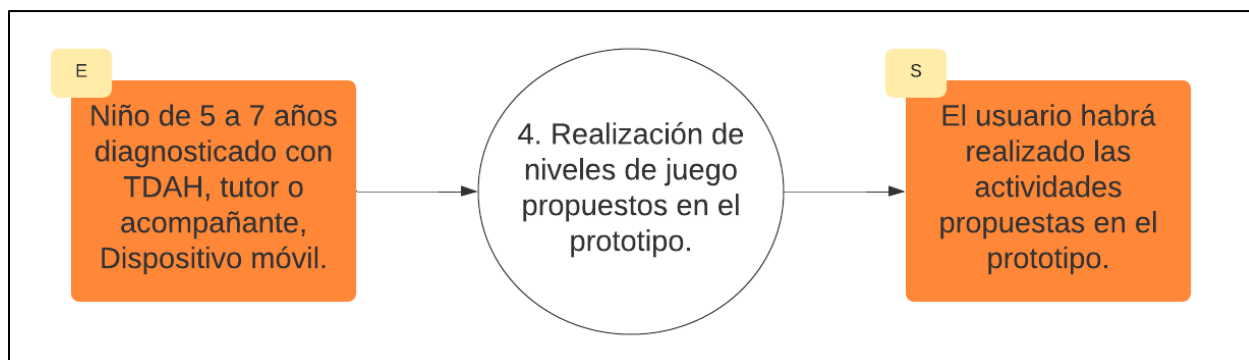 E
Niño de 5 a 7 años
diagnosticado con
TDAH, tutor o
acompañante,
Dispositivo móvil.
4. Realización de
niveles de juego
propuestos en el
prototipo.
S
El usuario habrá
realizado las
actividades
propuestas en el
prototipo.